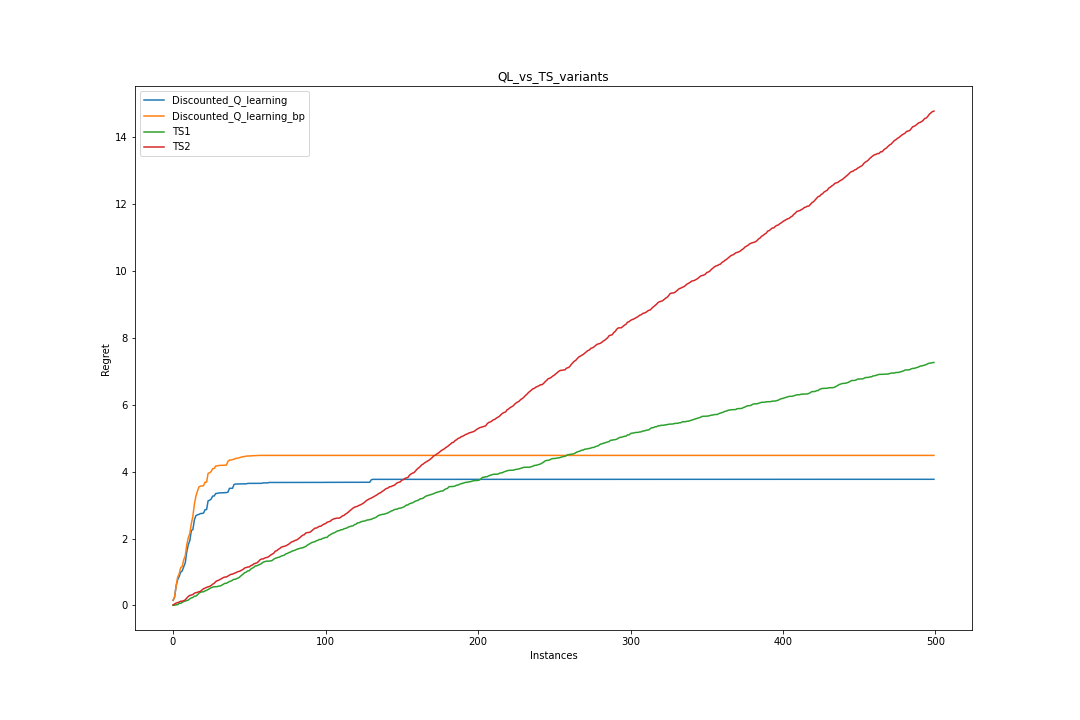 QL_vs_TS_variants
Discounted_Q_learning
Discounted_Q_learning_bp
TS1
TS2
14
12
10
8
6
4
2
0
Regret
0 100 200 300 400 500
Instances